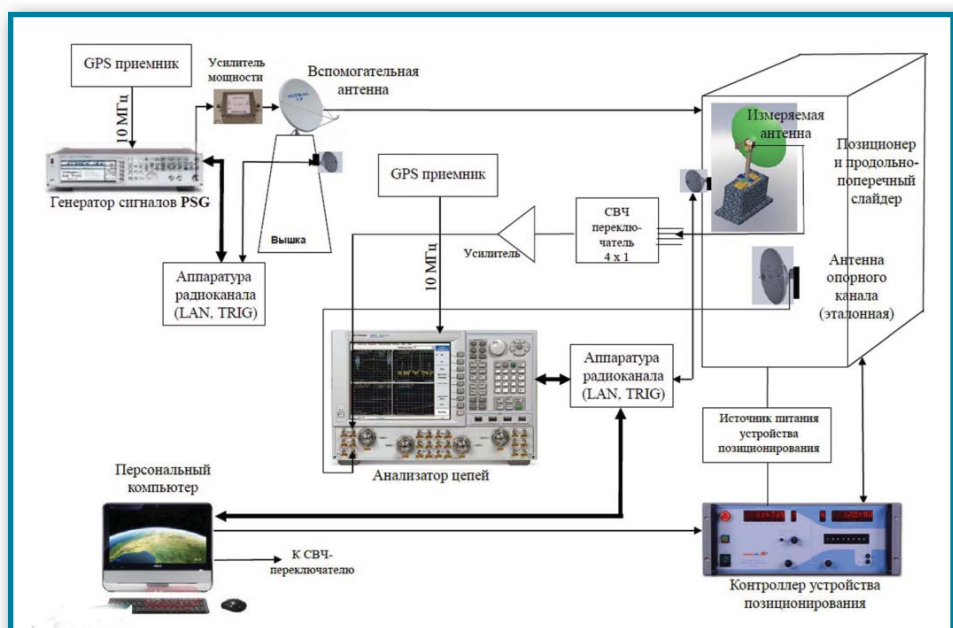 GPS приемник
Усилитель
мощности
Вспомогательная
антенна
10 МГц
Генератор сигналов PSG
Вышка
Аппаратура
радиоканала
(LAN, TRIG)
GPS приемник
10 МГц
Усилитель
СВЧ
переклю-
чатель
4 x 1
Измеряемая
антенна
Позиционер
и продольно-
поперечный
слайдер
Антенна
опорного
канала
(эталонная)
Аппаратура
радиоканала
(LAN, TRIG)
Анализатор цепей
Источник питания
устройства
позиционирования
Персональный
компьютер
К СВЧ-
переключателю
Контроллер устройства
позиционирования